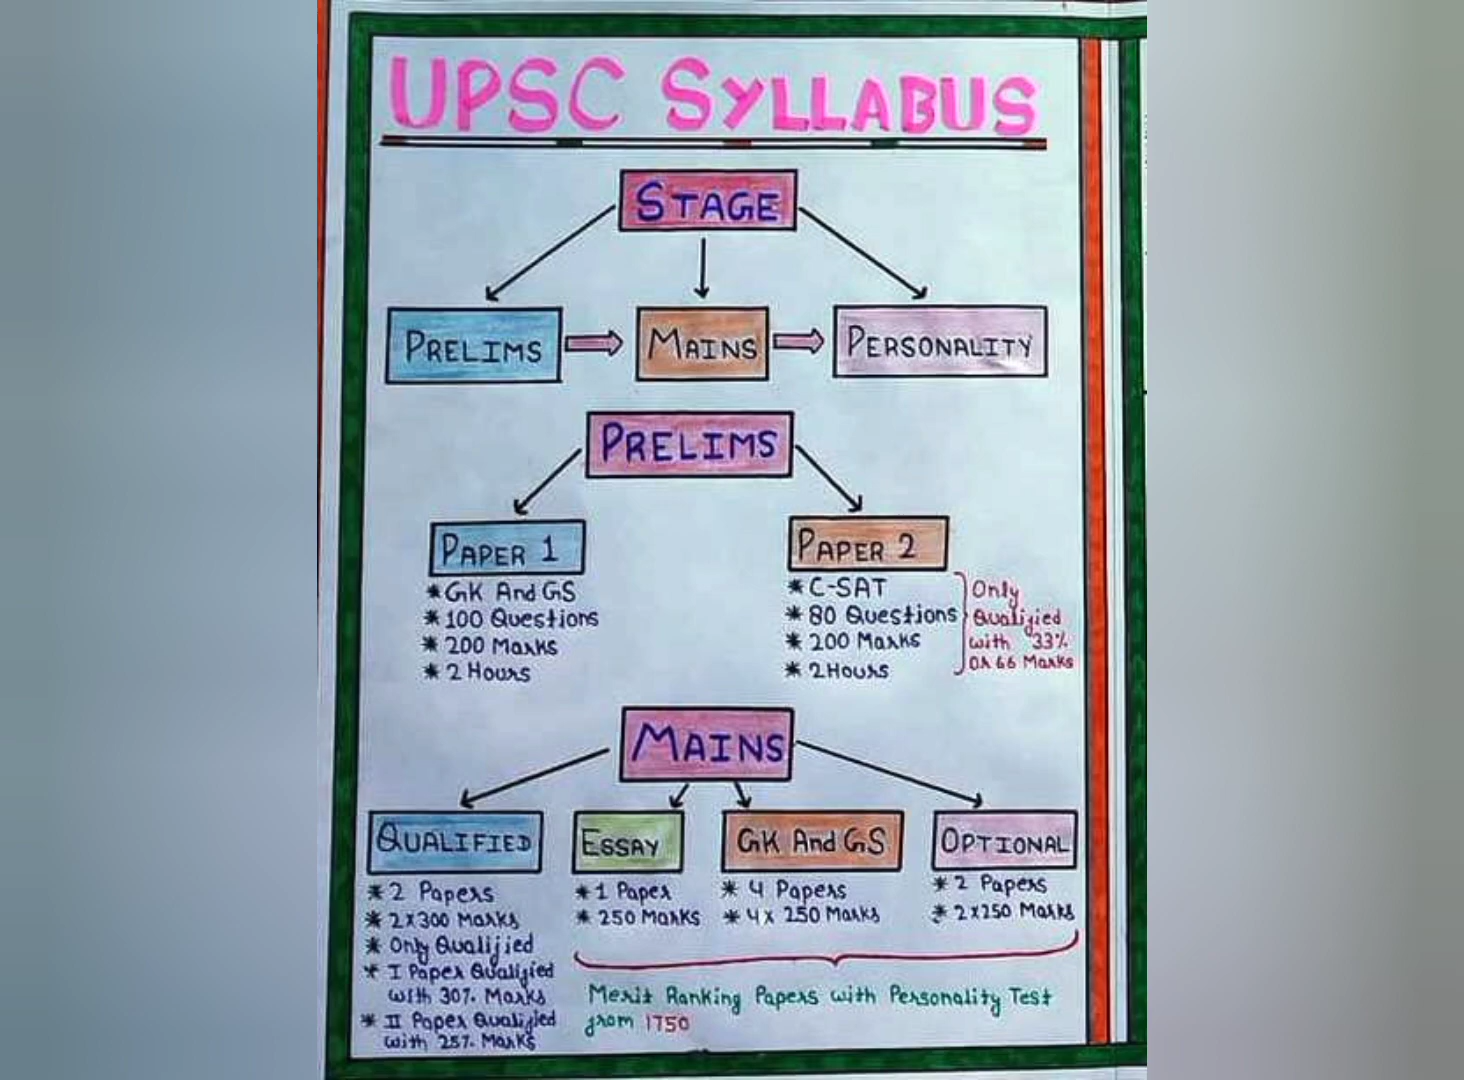 UPSC SYLLABUS
STAGE
PRELIMS
MAINS
PERSONALITY
PRELIMS
PAPER 1
* GK And GS
* 100 Questions
* 200 Marks
* 2 Hours
PAPER 2
* C-SAT
* 80 Questions
* 200 Marks
* 2 Hours
Only
Qualified
with 33%
OR 66 Marks
MAINS
QUALIFIED
* 2 Papers
* 2x300 Marks
* Only Qualified
* I Paper Qualified
with 30% Marks
* II Paper Qualified
with 25% Marks
ESSAY
* 1 Paper
* 250 Marks
GK And GS
* 4 Papers
* 4 x 250 Marks
OPTIONAL
* 2 Papers
* 2x250 Marks
Merit Ranking Papers with Personality Test
from 1750